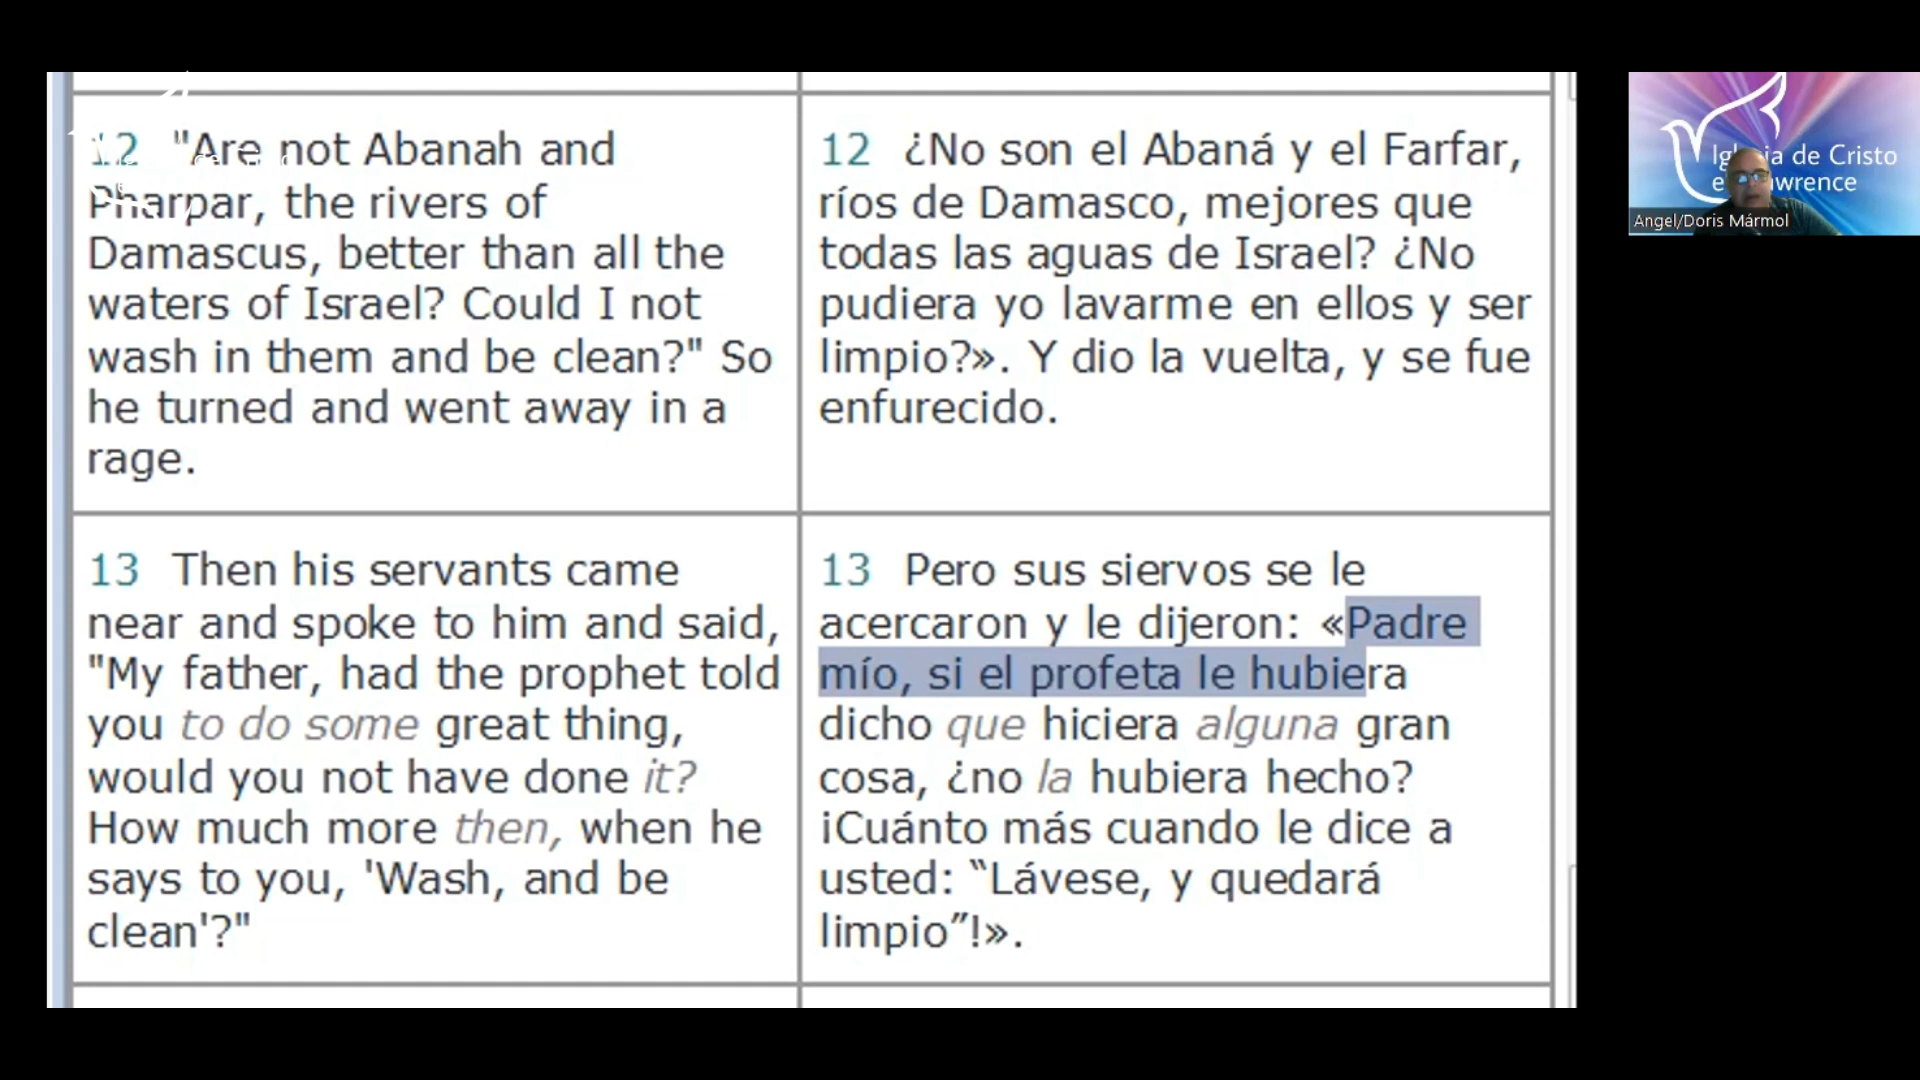 12 "Are not Abanah and
Pharpar, the rivers of
Damascus, better than all the
waters of Israel? Could I not
wash in them and be clean?" So
he turned and went away in a
rage.
12 ¿No son el Abaná y el Farfar,
ríos de Damasco, mejores que
todas las aguas de Israel? ¿No
pudiera yo lavarme en ellos y ser
limpio?». Y dio la vuelta, y se fue
enfurecido.
13 Then his servants came
near and spoke to him and said,
"My father, had the prophet told
you to do some great thing,
would you not have done it?
How much more then, when he
says to you, 'Wash, and be
clean'?"
13 Pero sus siervos se le
acercaron y le dijeron: «Padre
mío, si el profeta le hubiera
dicho que hiciera alguna gran
cosa, ¿no la hubiera hecho?
¡Cuánto más cuando le dice a
usted: “Lávese, y quedará
limpio”!».
de Cristo
Angel/Doris Mármol